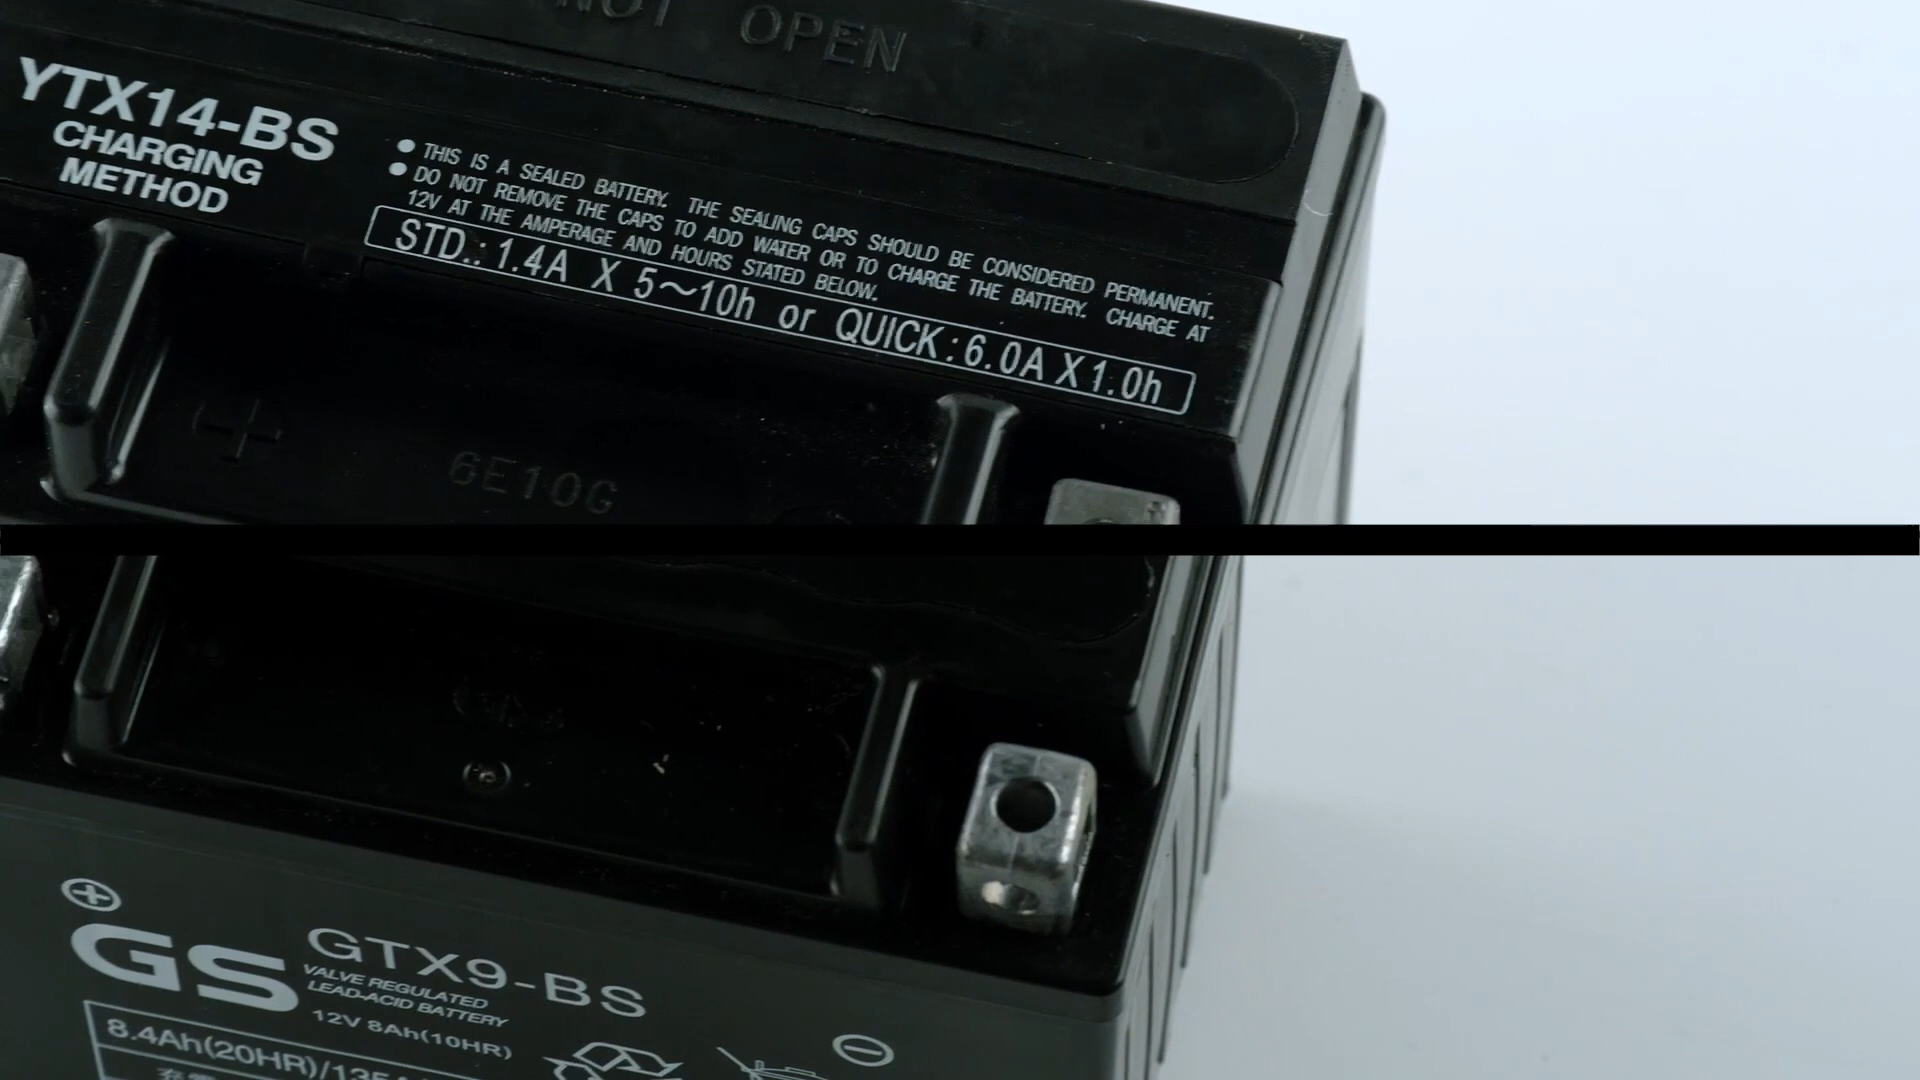 NOT OPEN
YTX14-BS
CHARGING
METHOD
● THIS IS A SEALED BATTERY. THE SEALING CAPS SHOULD BE CONSIDERED PERMANENT.
● DO NOT REMOVE THE CAPS TO ADD WATER OR TO CHARGE THE BATTERY. CHARGE AT
12V AT THE AMPERAGE AND HOURS STATED BELOW.
STD.: 1.4A X 5~10h or QUICK: 6.0A X 1.0h
+
6E10G
+
GS
GTX9-BS
VALVE REGULATED
LEAD-ACID BATTERY
12V 8Ah(10HR)
8.4Ah(20HR)/135A
−